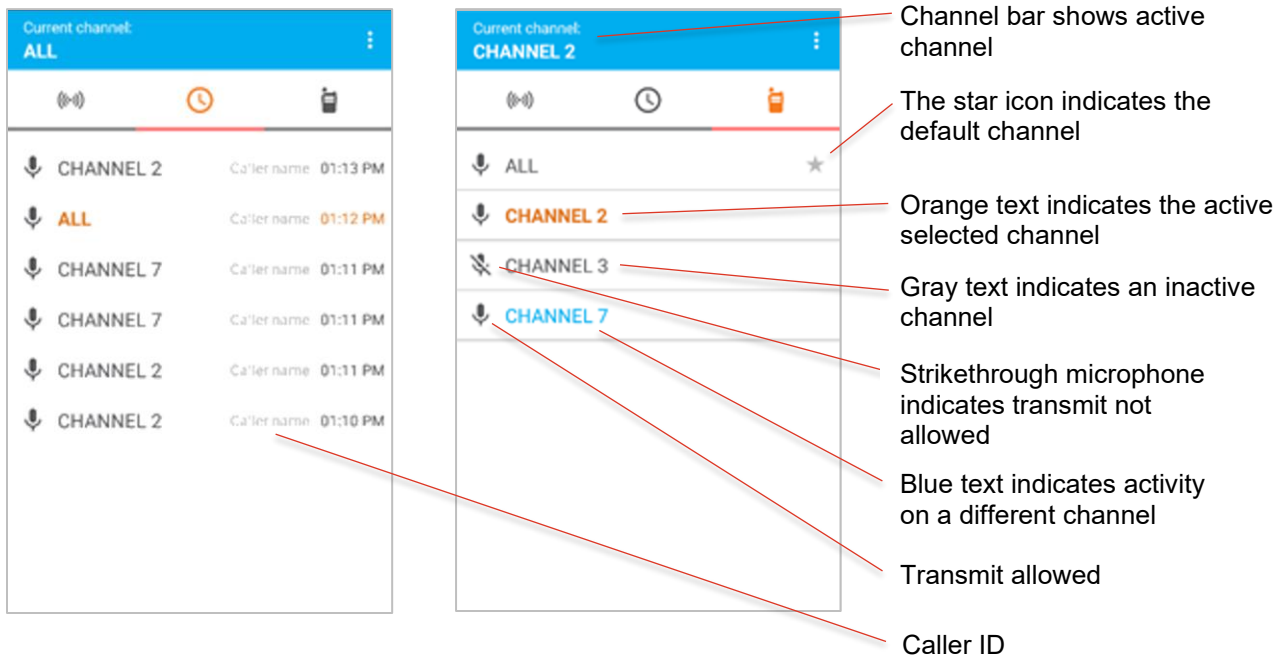 Current channel:
ALL
CHANNEL 2 Caller name 01:13 PM
ALL Caller name 01:12 PM
CHANNEL 7 Caller name 01:11 PM
CHANNEL 7 Caller name 01:11 PM
CHANNEL 2 Caller name 01:11 PM
CHANNEL 2 Caller name 01:10 PM
Current channel:
CHANNEL 2
ALL
CHANNEL 2
CHANNEL 3
CHANNEL 7
Channel bar shows active
channel
The star icon indicates the
default channel
Orange text indicates the active
selected channel
Gray text indicates an inactive
channel
Strikethrough microphone
indicates transmit not
allowed
Blue text indicates activity
on a different channel
Transmit allowed
Caller ID